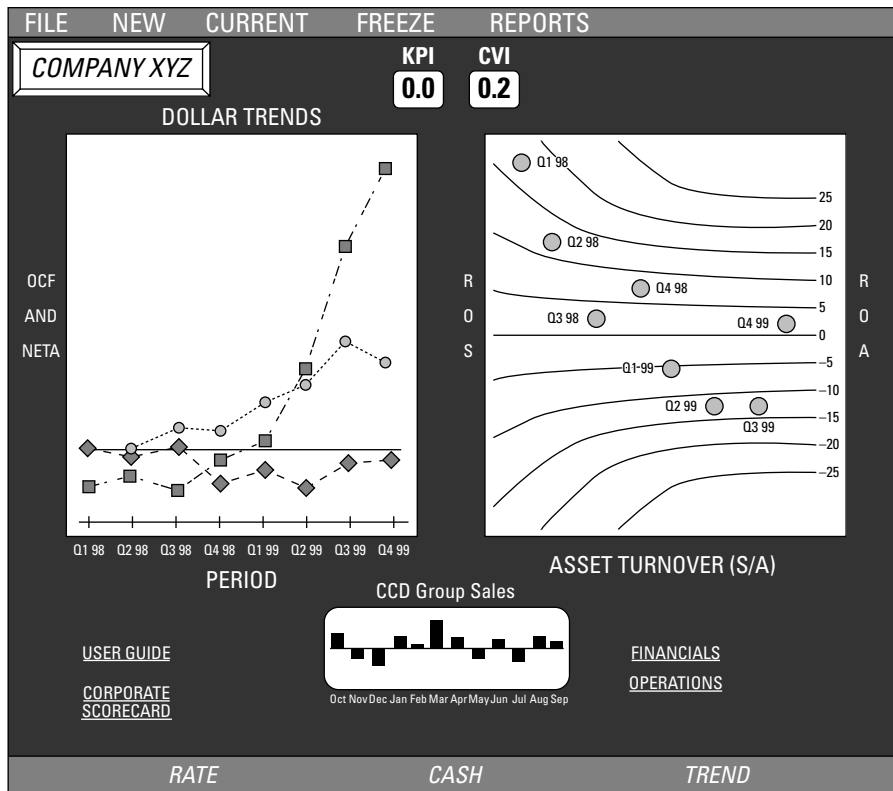 FILE NEW CURRENT FREEZE REPORTS
COMPANY XYZ
KPI CVI
0.0 0.2
DOLLAR TRENDS
OCF
AND
NETA
Q1 98 Q2 98 Q3 98 Q4 98 Q1 99 Q2 99 Q3 99 Q4 99
PERIOD
R
O
S
Q1 98
Q2 98
Q4 98
Q3 98
Q4 99
Q1 99
Q2 99
Q3 99
25
20
15
10
5
0
–5
–10
–15
–20
–25
R
O
A
ASSET TURNOVER (S/A)
CCD Group Sales
Oct Nov Dec Jan Feb Mar Apr May Jun Jul Aug Sep
USER GUIDE
CORPORATE
SCORECARD
FINANCIALS
OPERATIONS
RATE CASH TREND